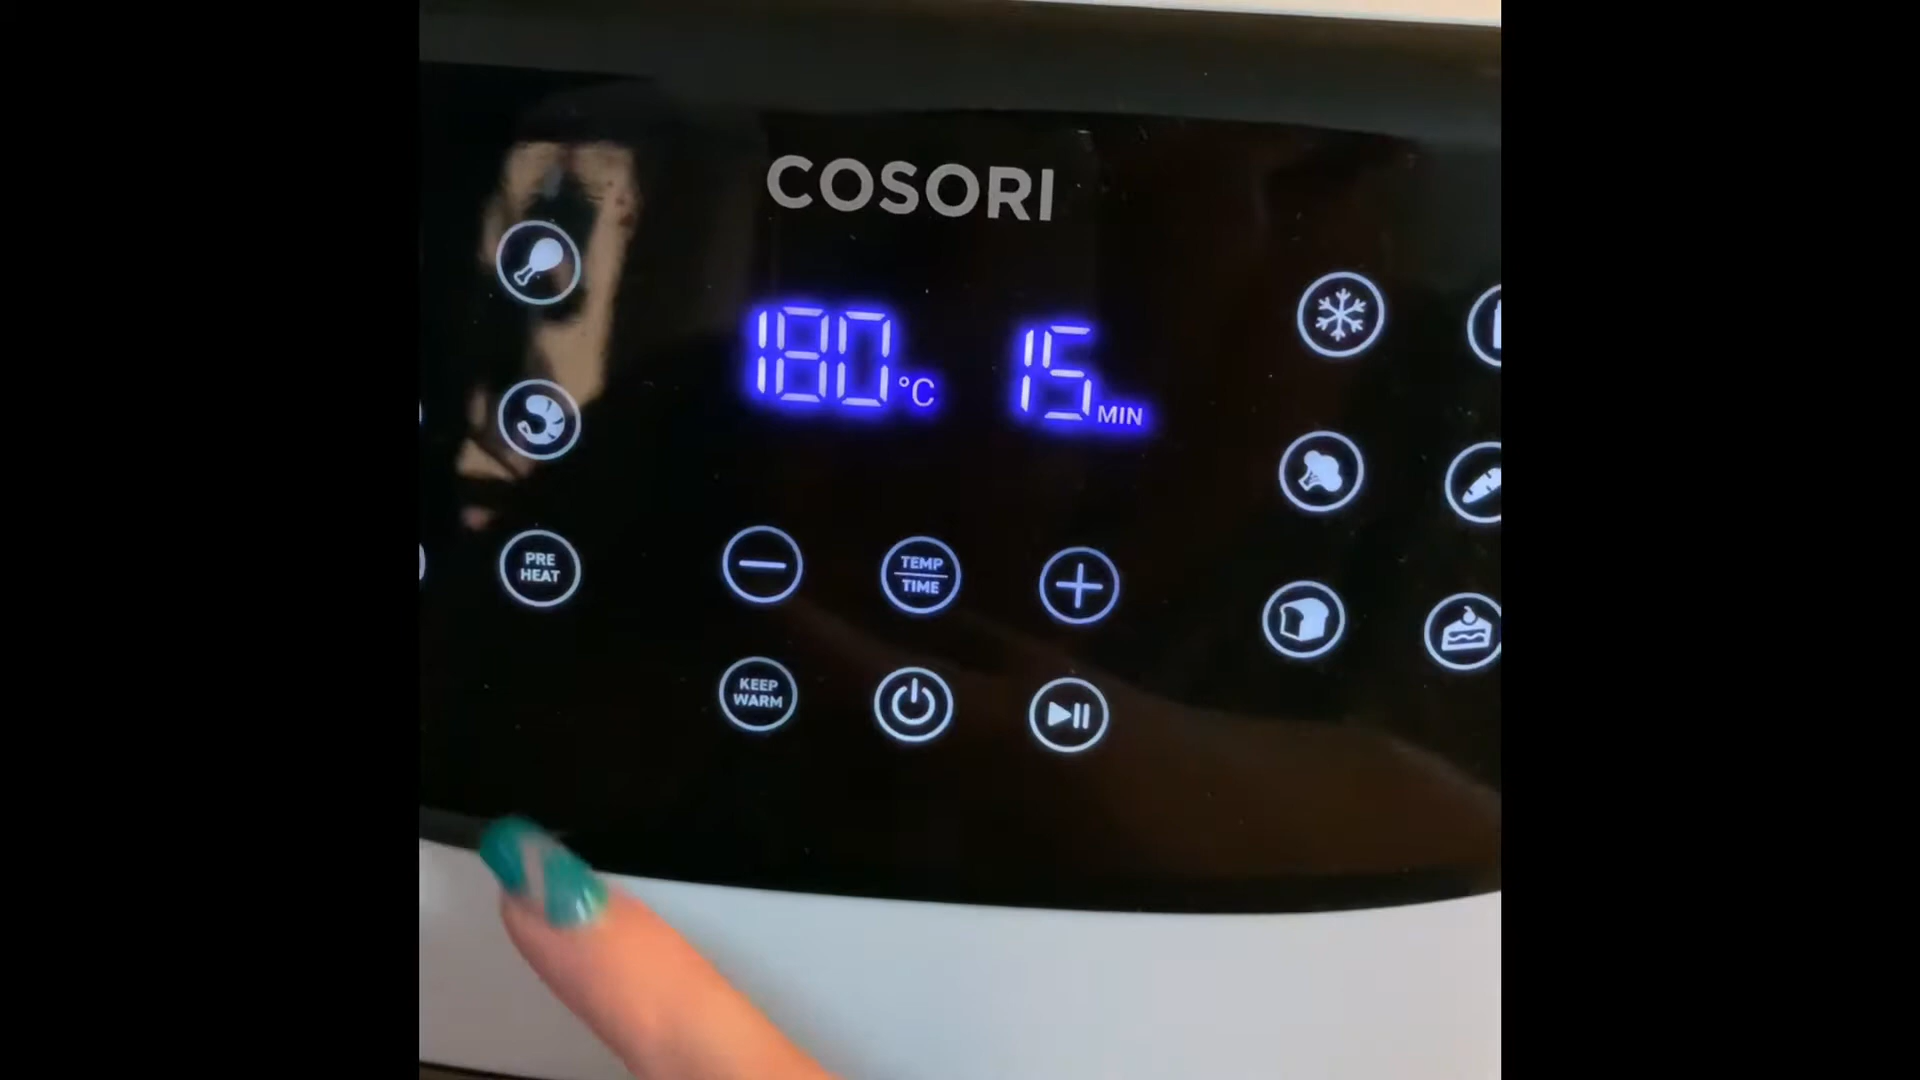 COSORI
180 °C 15 MIN
PRE
HEAT
TEMP
TIME
KEEP
WARM